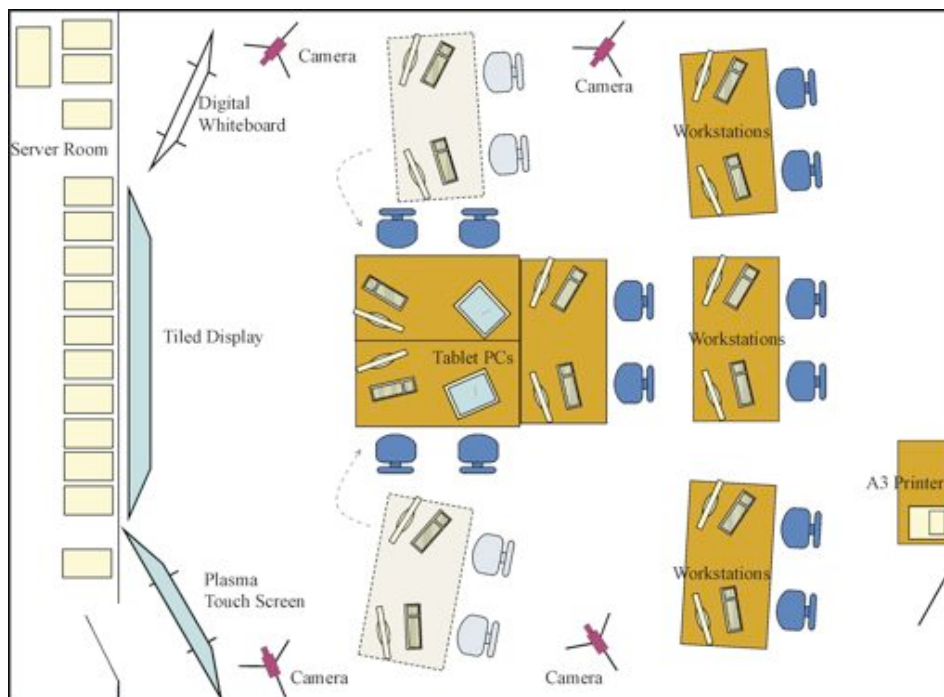 Camera
Camera
Digital
Whiteboard
Workstations
Server Room
Tiled Display
Tablet PCs
Workstations
A3 Printer
Plasma
Touch Screen
Workstations
Camera
Camera